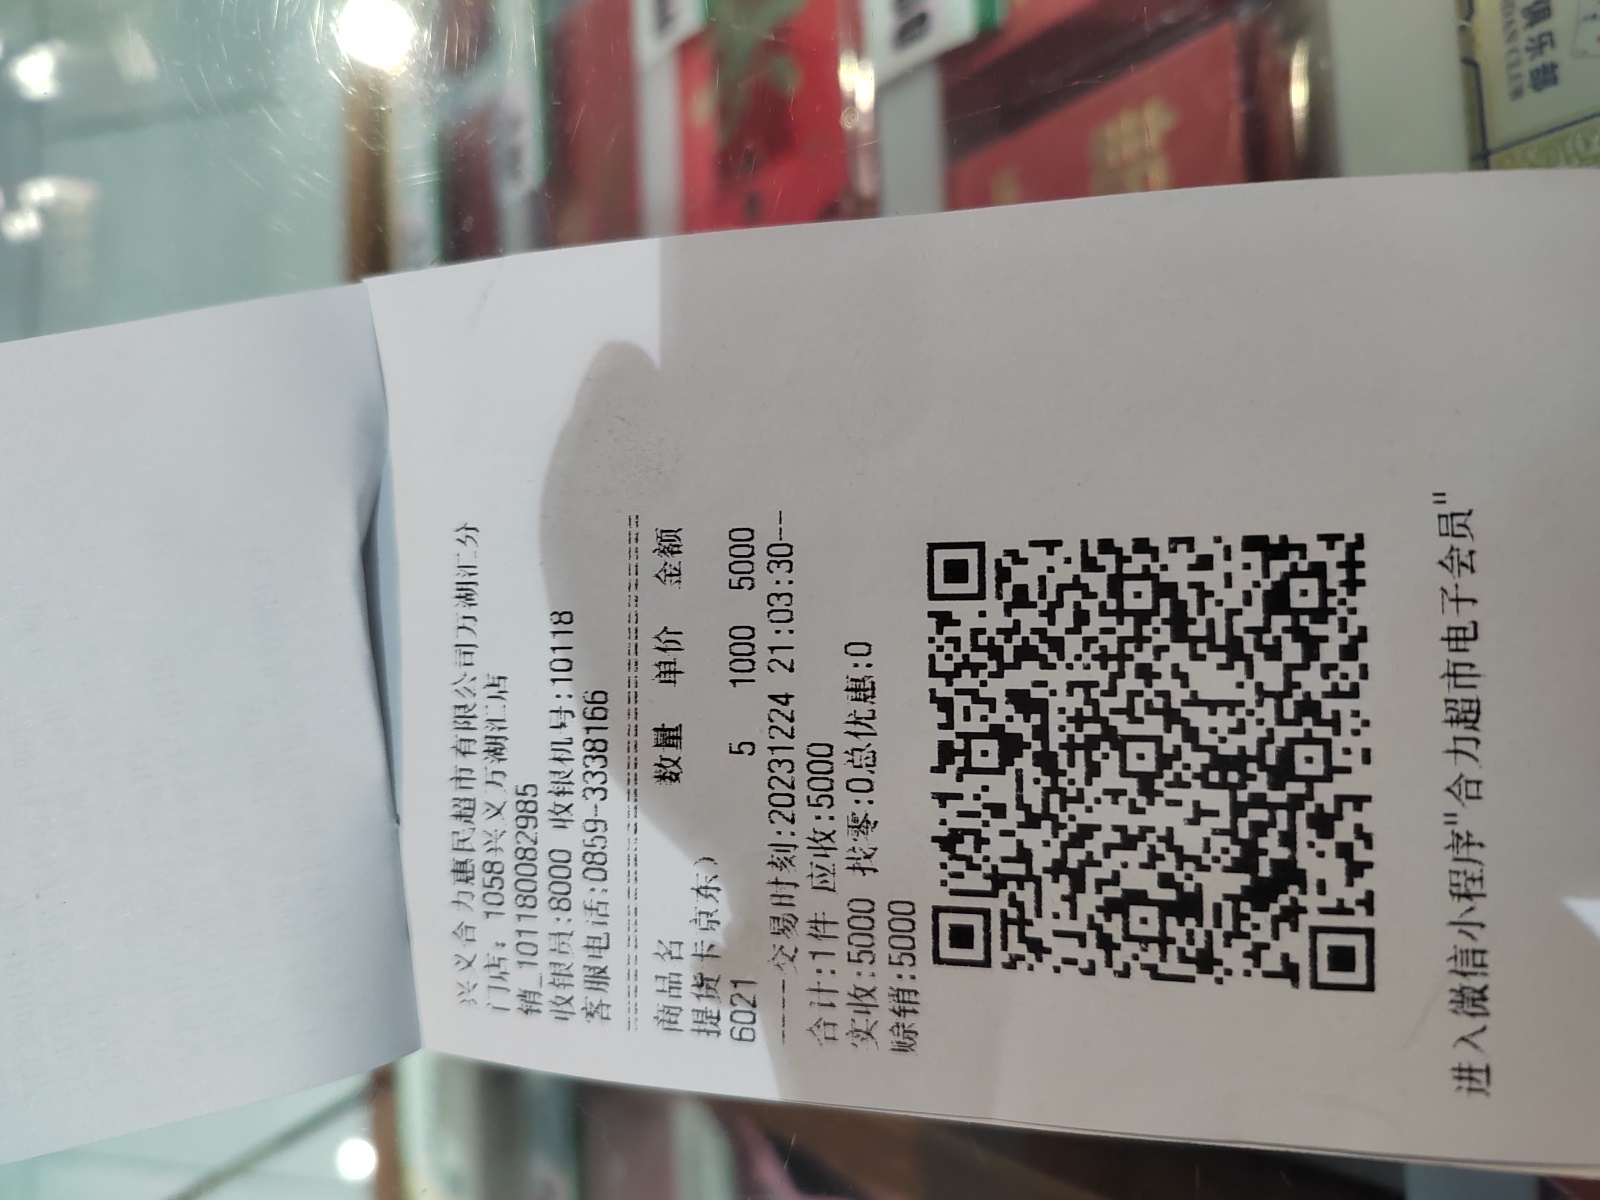 兴义合力惠民超市有限公司万湖汇分
门店：1058兴义万湖汇店
销_101180082985
收银员:8000 收银机号:10118
客服电话:0859-3338166
商品名 数量 单价 金额
提货卡京东)
6021 5 1000 5000
----交易时刻:20231224 21:03:30--
合计:1件 应收:5000
实收:5000 找零:0总优惠:0
赊销:5000
进入微信小程序"合力超市电子会员"
俱乐部